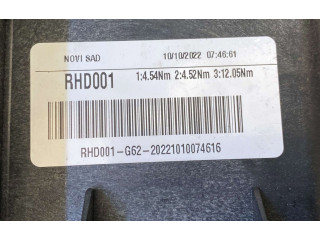 NOVI SAD 10/10/2022 07:46:61
RHD001 1:4.54Nm 2:4.52Nm 3:12.05Nm
RHD001-G62-20221010074616